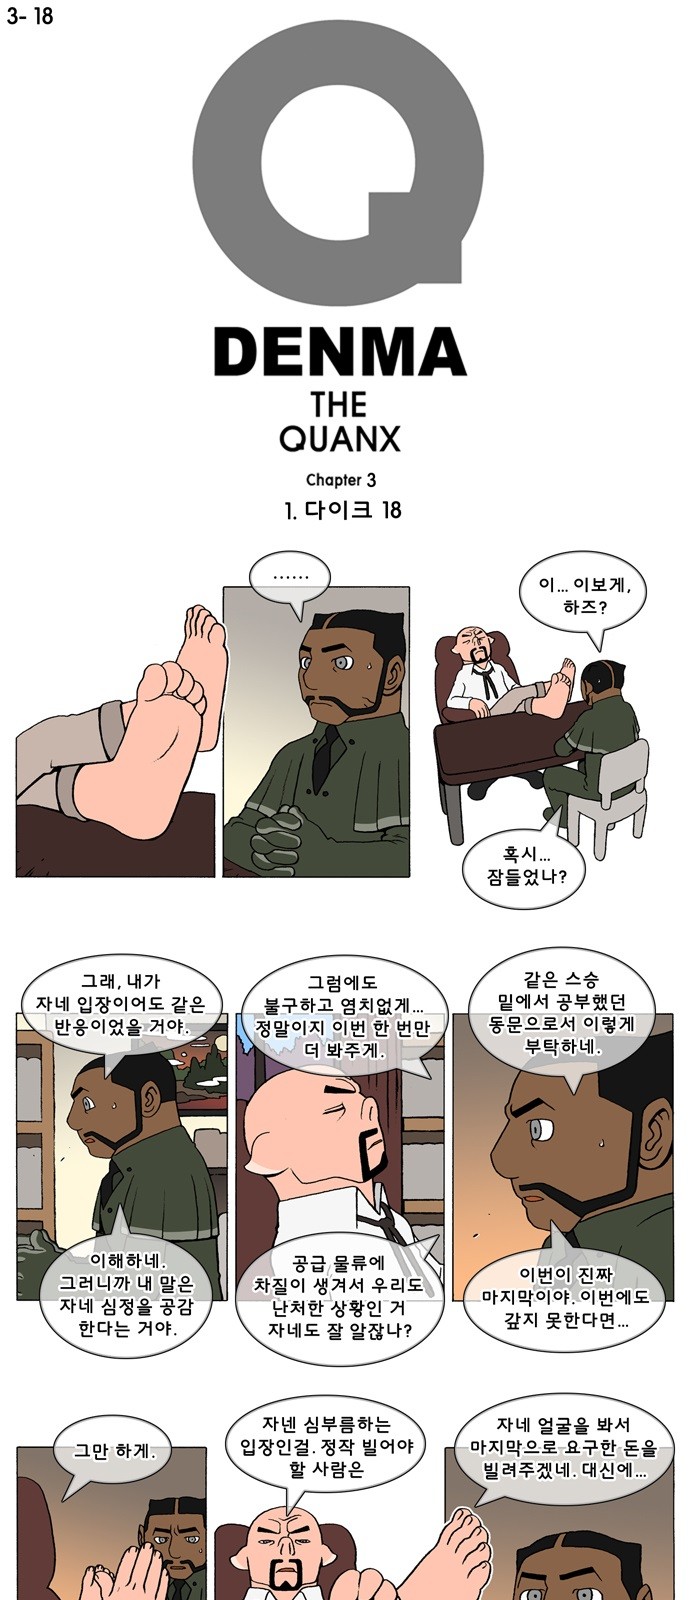 3- 18
DENMA
THE
QUANX
Chapter 3
1. 다이크 18
······
이... 이보게,
하즈?
혹시...
잠들었나?
그래, 내가
자네 입장이어도 같은
반응이었을 거야.
이해하네.
그러니까 내 말은
자네 심정을 공감
한다는 거야.
그럼에도
불구하고 염치없게...
정말이지 이번 한 번만
더 봐주게.
공급 물류에
차질이 생겨서 우리도
난처한 상황인 거
자네도 잘 알잖나?
같은 스승
밑에서 공부했던
동문으로서 이렇게
부탁하네.
이번이 진짜
마지막이야. 이번에도
갚지 못한다면...
그만 하게.
자넨 심부름하는
입장인걸. 정작 빌어야
할 사람은
자네 얼굴을 봐서
마지막으로 요구한 돈을
빌려주겠네. 대신에...